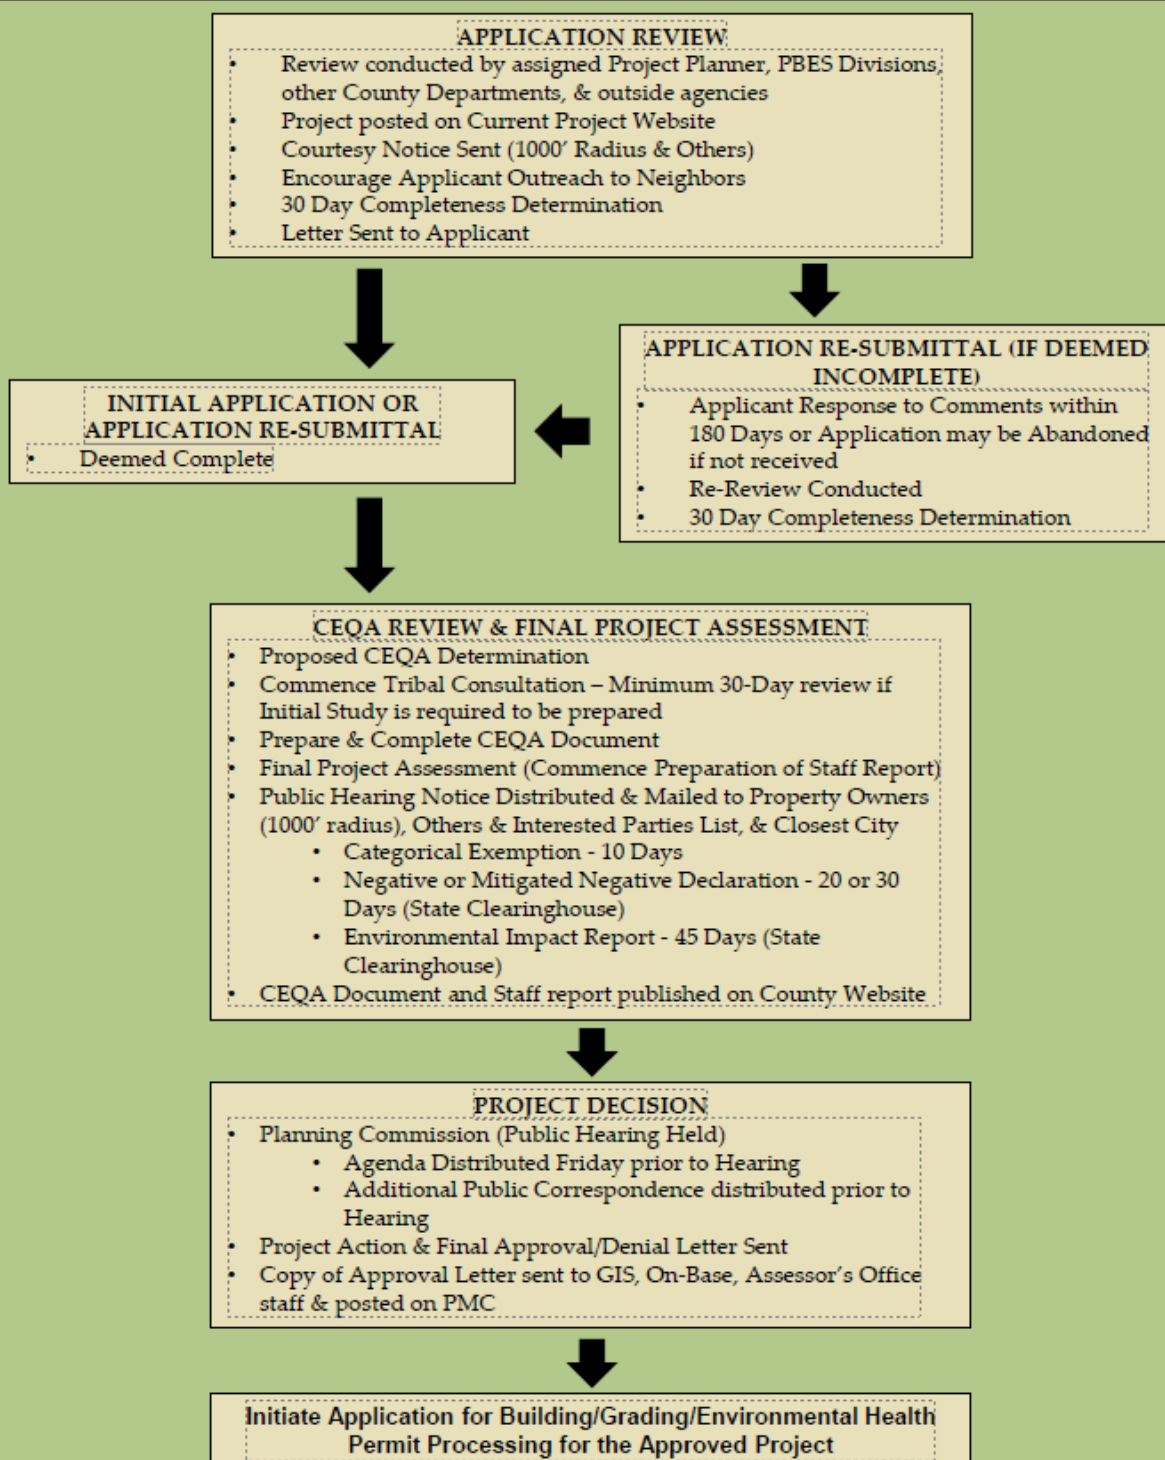 APPLICATION REVIEW
• Review conducted by assigned Project Planner, PBES Divisions,
other County Departments, & outside agencies
• Project posted on Current Project Website
• Courtesy Notice Sent (1000′ Radius & Others)
• Encourage Applicant Outreach to Neighbors
• 30 Day Completeness Determination
• Letter Sent to Applicant
APPLICATION RE-SUBMITTAL (IF DEEMED
INCOMPLETE)
• Applicant Response to Comments within
180 Days or Application may be Abandoned
if not received
• Re-Review Conducted
• 30 Day Completeness Determination
INITIAL APPLICATION OR
APPLICATION RE-SUBMITTAL
• Deemed Complete
CEQA REVIEW & FINAL PROJECT ASSESSMENT
• Proposed CEQA Determination
• Commence Tribal Consultation – Minimum 30-Day review if
Initial Study is required to be prepared
• Prepare & Complete CEQA Document
• Final Project Assessment (Commence Preparation of Staff Report)
• Public Hearing Notice Distributed & Mailed to Property Owners
(1000′ radius), Others & Interested Parties List, & Closest City
• Categorical Exemption - 10 Days
• Negative or Mitigated Negative Declaration - 20 or 30
Days (State Clearinghouse)
• Environmental Impact Report - 45 Days (State
Clearinghouse)
• CEQA Document and Staff report published on County Website
PROJECT DECISION
• Planning Commission (Public Hearing Held)
• Agenda Distributed Friday prior to Hearing
• Additional Public Correspondence distributed prior to
Hearing
• Project Action & Final Approval/Denial Letter Sent
• Copy of Approval Letter sent to GIS, On-Base, Assessor's Office
staff & posted on PMC
Initiate Application for Building/Grading/Environmental Health
Permit Processing for the Approved Project